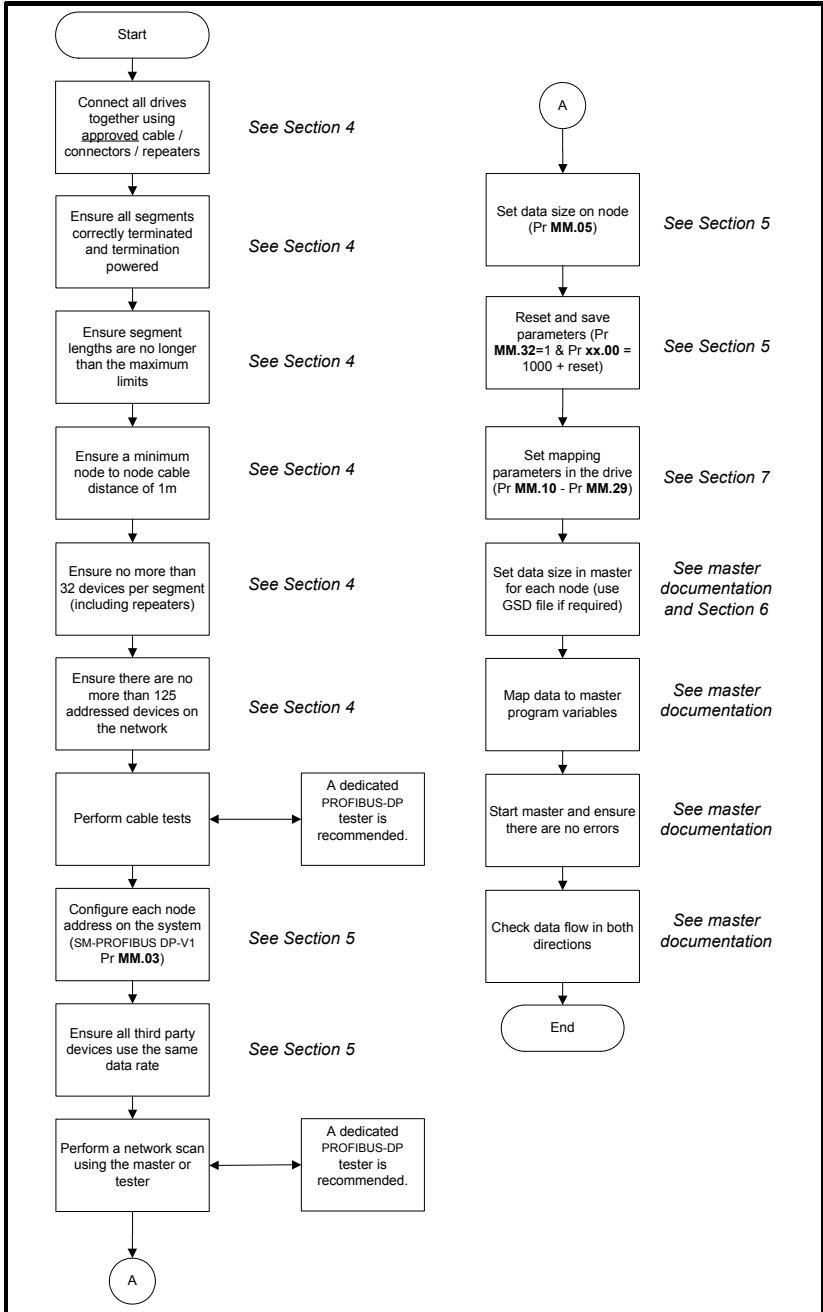 Start
Connect all drives
together using
approved cable /
connectors / repeaters
See Section 4
Ensure all segments
correctly terminated
and termination
powered
See Section 4
Ensure segment
lengths are no longer
than the maximum
limits
See Section 4
Ensure a minimum
node to node cable
distance of 1m
See Section 4
Ensure no more than
32 devices per segment
(including repeaters)
See Section 4
Ensure there are no
more than 125
addressed devices on
the network
See Section 4
Perform cable tests
A dedicated
PROFIBUS-DP
tester is
recommended.
Configure each node
address on the system
(SM-PROFIBUS DP-V1
Pr MM.03)
See Section 5
Ensure all third party
devices use the same
data rate
See Section 5
Perform a network scan
using the master or
tester
A dedicated
PROFIBUS-DP
tester is
recommended.
A
A
Set data size on node
(Pr MM.05)
See Section 5
Reset and save
parameters (Pr
MM.32=1 & Pr xx.00 =
1000 + reset)
See Section 5
Set mapping
parameters in the drive
(Pr MM.10 - Pr MM.29)
See Section 7
Set data size in master
for each node (use
GSD file if required)
See master
documentation
and Section 6
Map data to master
program variables
See master
documentation
Start master and ensure
there are no errors
See master
documentation
Check data flow in both
directions
See master
documentation
End